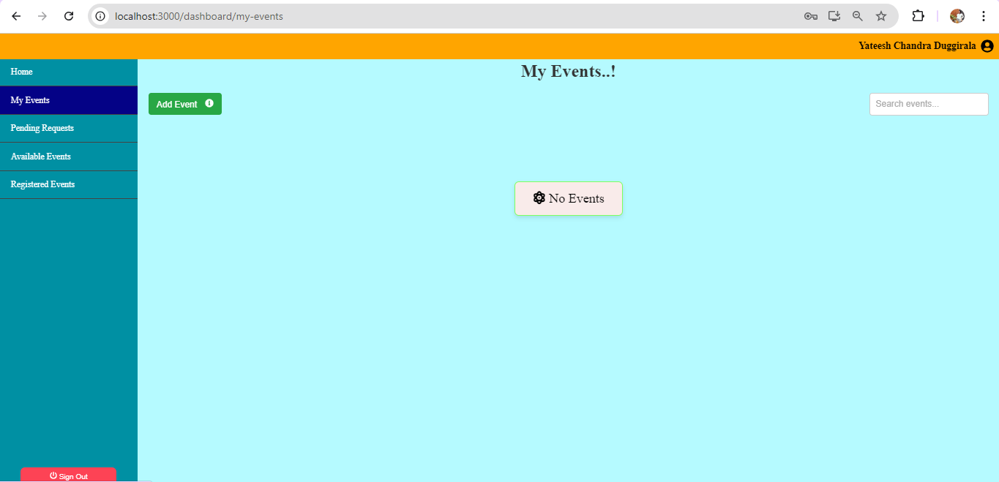 localhost:3000/dashboard/my-events
Yateesh Chandra Duggirala
Home
My Events
Pending Requests
Available Events
Registered Events
Sign Out
My Events..!
Add Event
Search events...
No Events